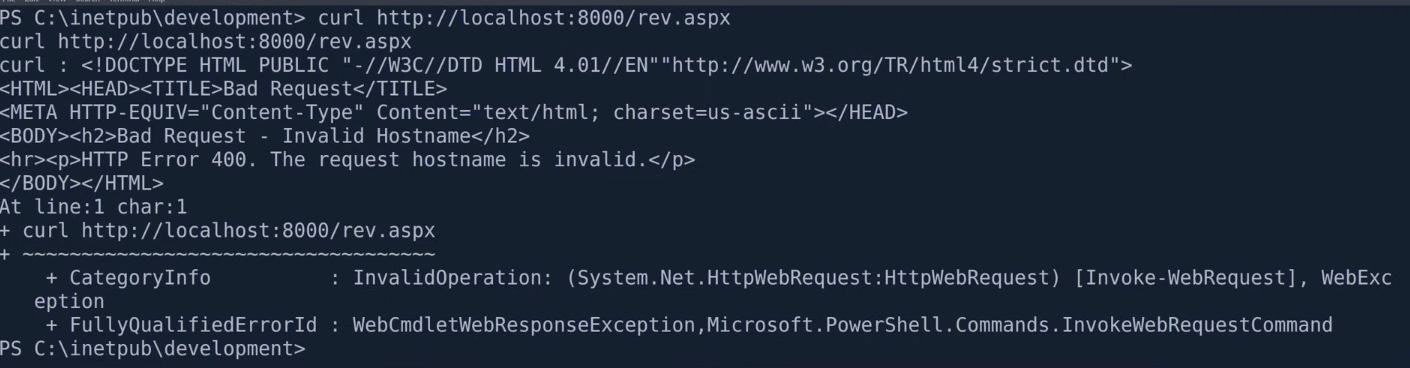 PS C:\inetpub\development> curl http://localhost:8000/rev.aspx
curl http://localhost:8000/rev.aspx
curl : <!DOCTYPE HTML PUBLIC "-//W3C//DTD HTML 4.01//EN""http://www.w3.org/TR/html4/strict.dtd">
<HTML><HEAD><TITLE>Bad Request</TITLE>
<META HTTP-EQUIV="Content-Type" Content="text/html; charset=us-ascii"></HEAD>
<BODY><h2>Bad Request - Invalid Hostname</h2>
<hr><p>HTTP Error 400. The request hostname is invalid.</p>
</BODY></HTML>
At line:1 char:1
+ curl http://localhost:8000/rev.aspx
+ ~~~~~~~~~~~~~~~~~~~~~~~~~~~~~~~~~~~
    + CategoryInfo          : InvalidOperation: (System.Net.HttpWebRequest:HttpWebRequest) [Invoke-WebRequest], WebExc
   eption
    + FullyQualifiedErrorId : WebCmdletWebResponseException,Microsoft.PowerShell.Commands.InvokeWebRequestCommand
PS C:\inetpub\development>